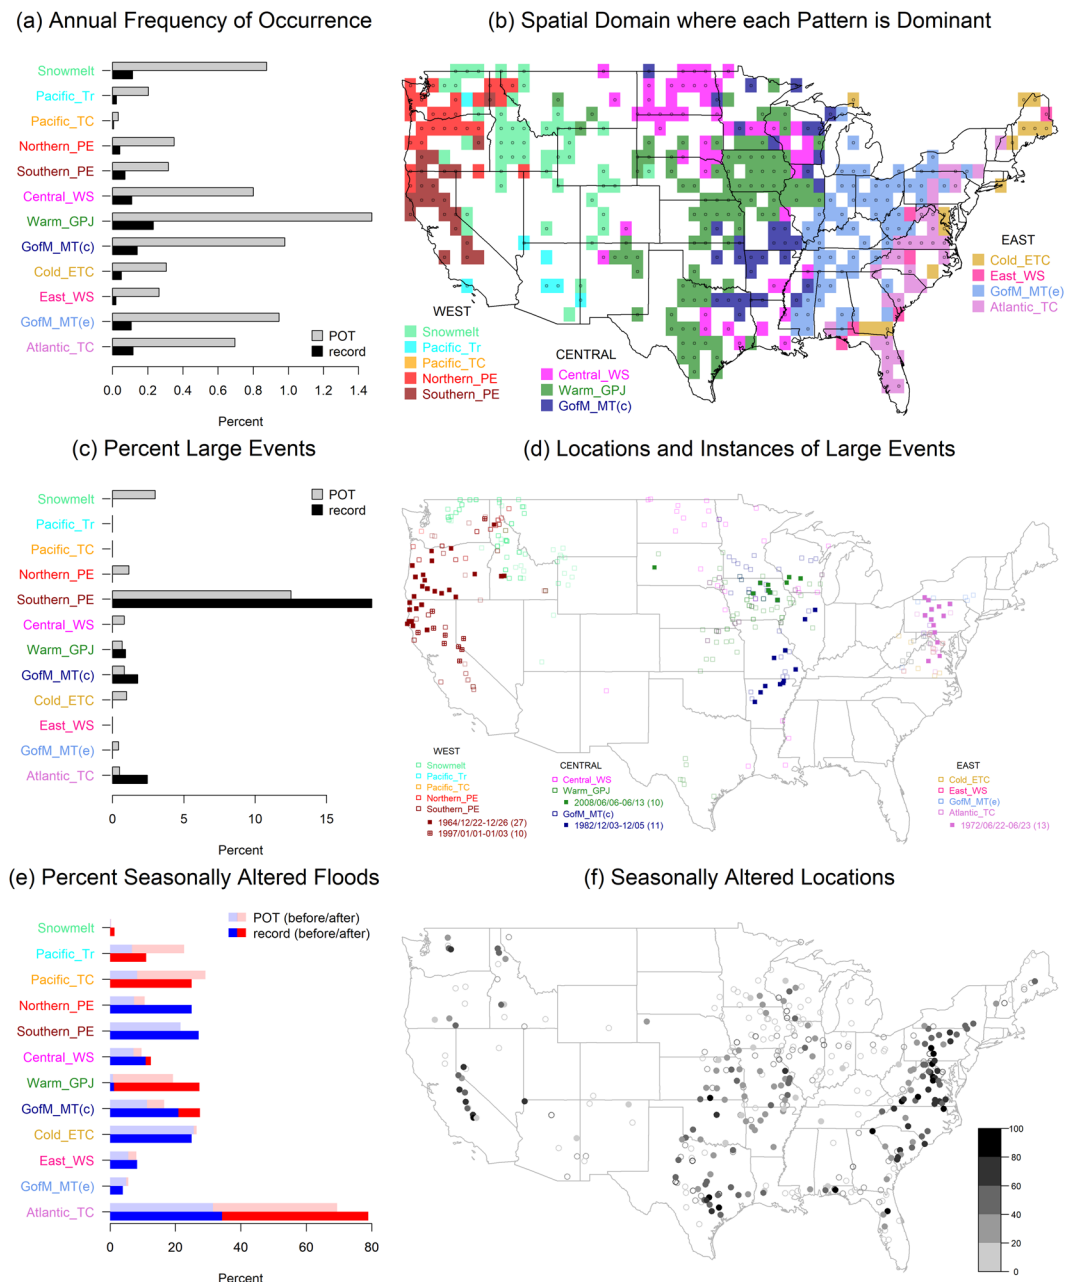 (a) Annual Frequency of Occurrence
Snowmelt
Pacific_Tr
Pacific_TC
Northern_PE
Southern_PE
Central_WS
Warm_GPJ
GofM_MT(c)
Cold_ETC
East_WS
GofM_MT(e)
Atlantic_TC
POT
record
0.0 0.2 0.4 0.6 0.8 1.0 1.2 1.4
Percent
(b) Spatial Domain where each Pattern is Dominant
WEST
Snowmelt
Pacific_Tr
Pacific_TC
Northern_PE
Southern_PE
CENTRAL
Central_WS
Warm_GPJ
GofM_MT(c)
EAST
Cold_ETC
East_WS
GofM_MT(e)
Atlantic_TC
(c) Percent Large Events
Snowmelt
Pacific_Tr
Pacific_TC
Northern_PE
Southern_PE
Central_WS
Warm_GPJ
GofM_MT(c)
Cold_ETC
East_WS
GofM_MT(e)
Atlantic_TC
POT
record
0 5 10 15
Percent
(d) Locations and Instances of Large Events
WEST
Snowmelt
Pacific_Tr
Pacific_TC
Northern_PE
Southern_PE
1964/12/22-12/26 (27)
1997/01/01-01/03 (10)
CENTRAL
Central_WS
Warm_GPJ
2008/06/06-06/13 (10)
GofM_MT(c)
1982/12/03-12/05 (11)
EAST
Cold_ETC
East_WS
GofM_MT(e)
Atlantic_TC
1972/06/22-06/23 (13)
(e) Percent Seasonally Altered Floods
Snowmelt
Pacific_Tr
Pacific_TC
Northern_PE
Southern_PE
Central_WS
Warm_GPJ
GofM_MT(c)
Cold_ETC
East_WS
GofM_MT(e)
Atlantic_TC
POT (before/after)
record (before/after)
0 20 40 60 80
Percent
(f) Seasonally Altered Locations
100
80
60
40
20
0